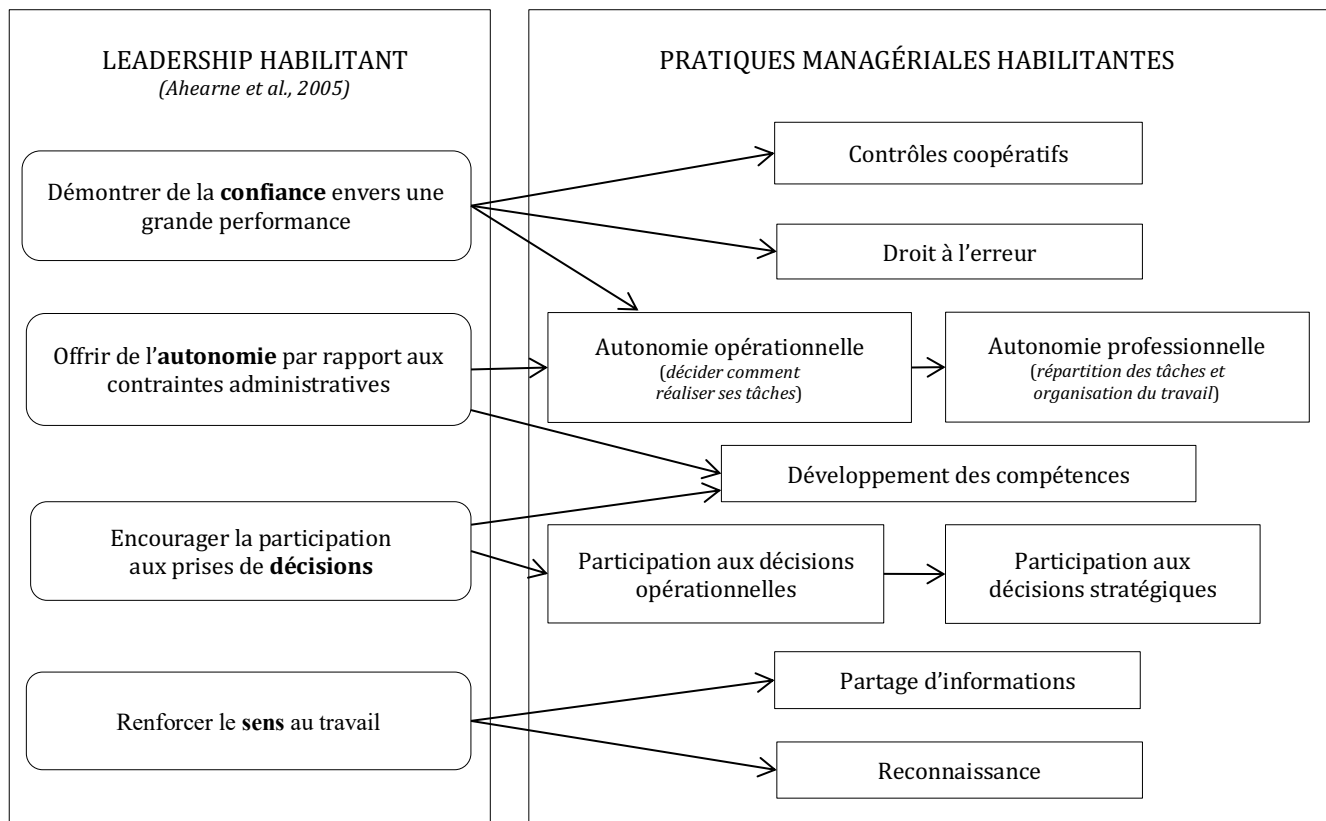 LEADERSHIP HABILITANT
(Ahearne et al., 2005)
Démontrer de la confiance envers une
grande performance
Offrir de l’autonomie par rapport aux
contraintes administratives
Encourager la participation
aux prises de décisions
Renforcer le sens au travail
PRATIQUES MANAGÉRIALES HABILITANTES
Contrôles coopératifs
Droit à l’erreur
Autonomie opérationnelle
(décider comment
réaliser ses tâches)
Autonomie professionnelle
(répartition des tâches et
organisation du travail)
Développement des compétences
Participation aux décisions
opérationnelles
Participation aux
décisions stratégiques
Partage d’informations
Reconnaissance